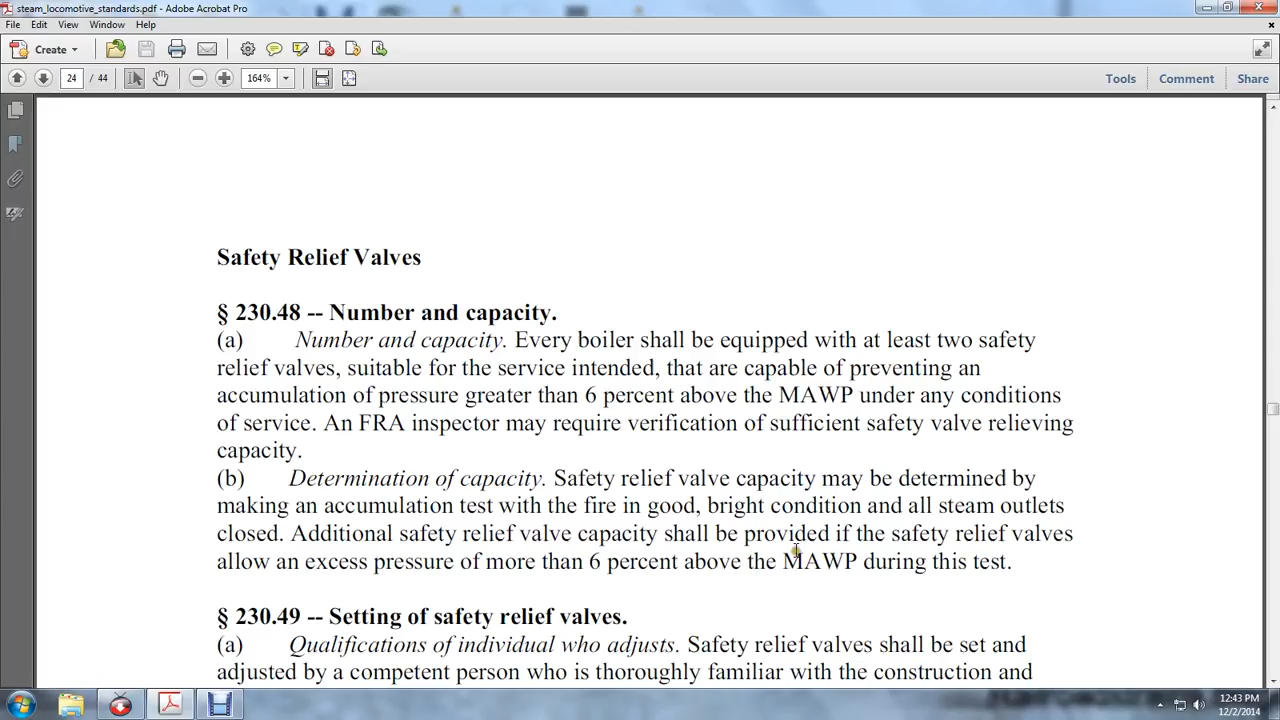 steam_locomotive_standards.pdf - Adobe Acrobat Pro
File Edit View Window Help
Create
24 / 44 164% Tools Comment Share
Safety Relief Valves
§ 230.48 -- Number and capacity.
(a) Number and capacity. Every boiler shall be equipped with at least two safety
relief valves, suitable for the service intended, that are capable of preventing an
accumulation of pressure greater than 6 percent above the MAWP under any conditions
of service. An FRA inspector may require verification of sufficient safety valve relieving
capacity.
(b) Determination of capacity. Safety relief valve capacity may be determined by
making an accumulation test with the fire in good, bright condition and all steam outlets
closed. Additional safety relief valve capacity shall be provided if the safety relief valves
allow an excess pressure of more than 6 percent above the MAWP during this test.
§ 230.49 -- Setting of safety relief valves.
(a) Qualifications of individual who adjusts. Safety relief valves shall be set and
adjusted by a competent person who is thoroughly familiar with the construction and
12:43 PM
12/2/2014